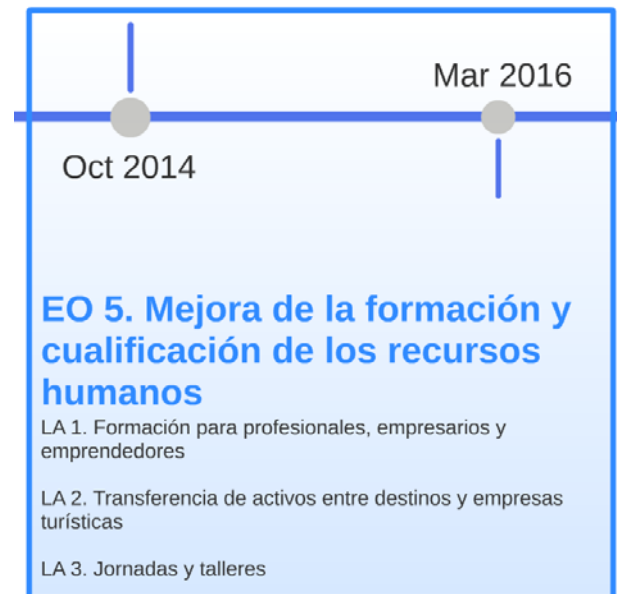 Mar 2016
Oct 2014
EO 5. Mejora de la formación y
cualificación de los recursos
humanos
LA 1. Formación para profesionales, empresarios y
emprendedores
LA 2. Transferencia de activos entre destinos y empresas
turísticas
LA 3. Jornadas y talleres